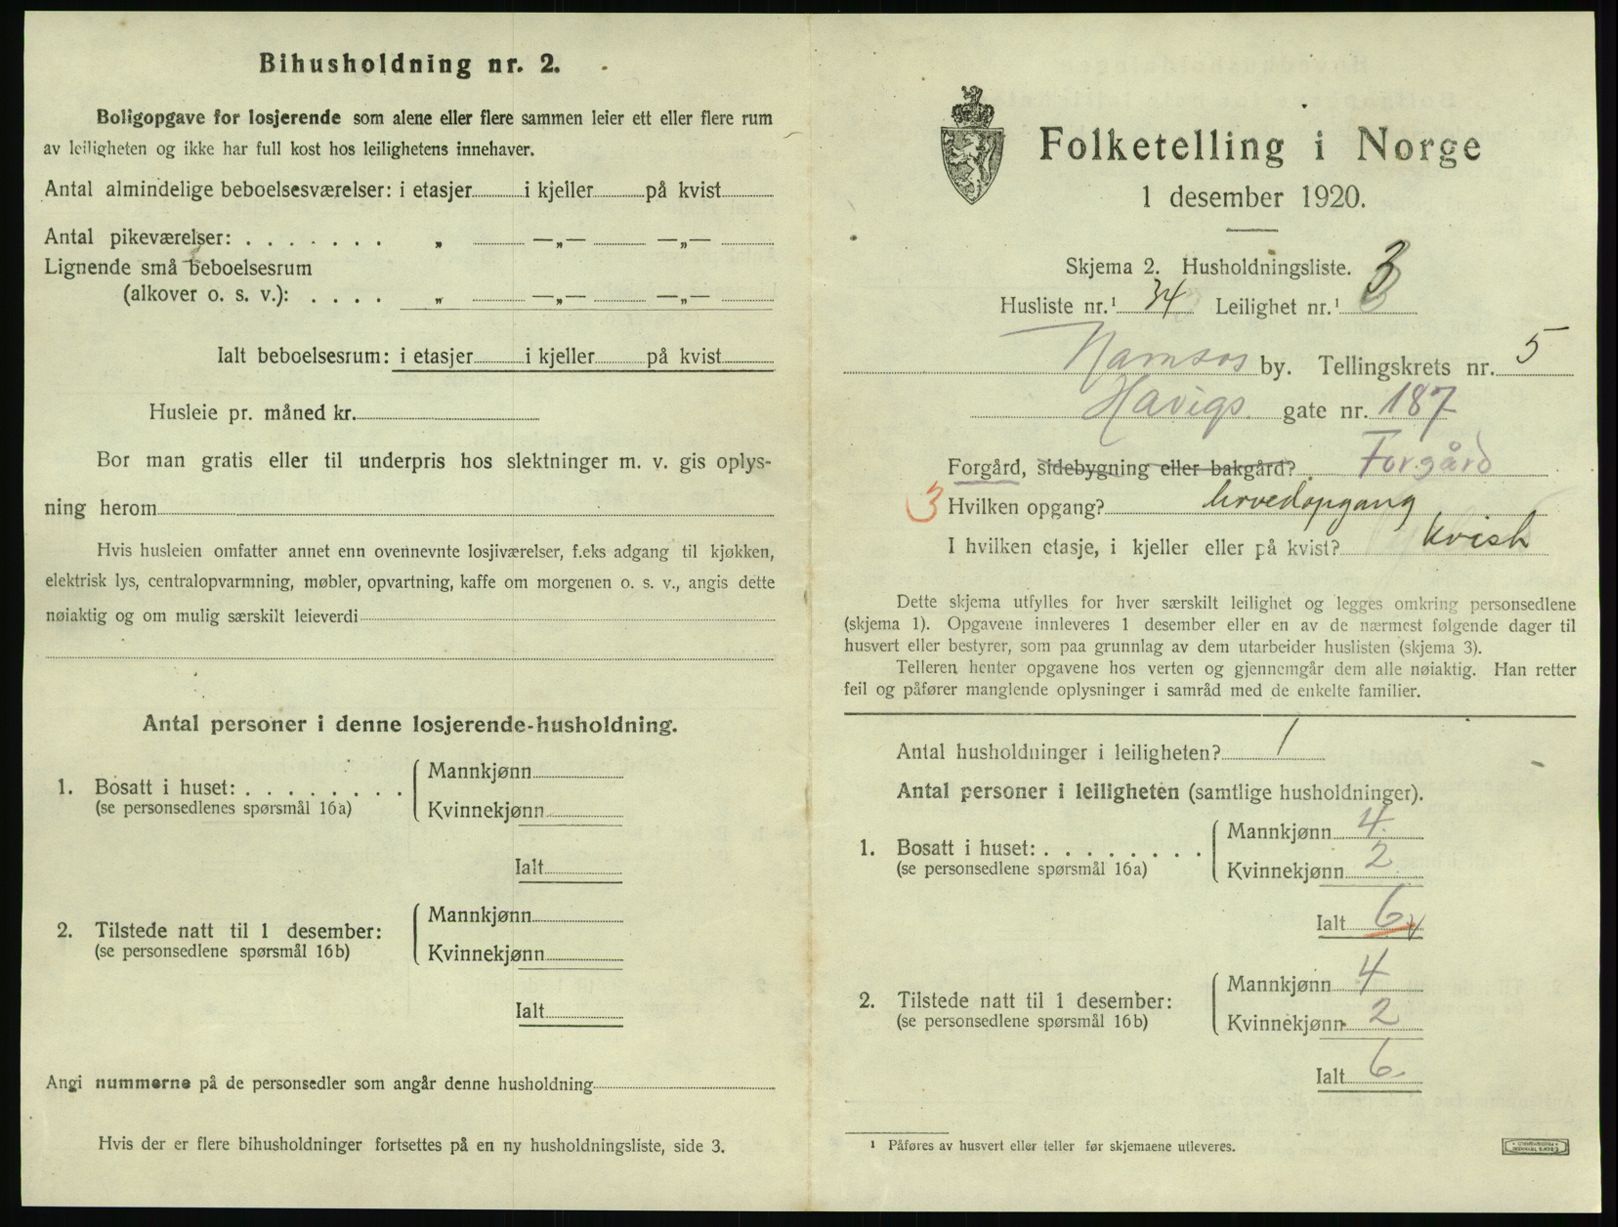 Bihusholdning nr. 2.
Boligopgave for losjerende som alene eller flere sammen leier ett eller flere rum
av leiligheten og ikke har full kost hos leilighetens innehaver.
Antal almindelige beboelsesværelser: i etasjer i kjeller på kvist
Antal pikeværelser: . . . . . . . „ —„— —„—
Lignende små beboelsesrum
(alkover o. s. v.): . . . . „ —„— —„—
Ialt beboelsesrum: i etasjer i kjeller på kvist
Husleie pr. måned kr.
Bor man gratis eller til underpris hos slektninger m. v. gis oplys-
ning herom
Hvis husleien omfatter annet enn ovennevnte losjiværelser, f.eks adgang til kjøkken,
elektrisk lys, centralopvarmning, møbler, opvartning, kaffe om morgenen o. s. v., angis dette
nøiaktig og om mulig særskilt leieverdi
Antal personer i denne losjerende-husholdning.
1. Bosatt i huset: . . . . . . . .
(se personsedlenes spørsmål 16a)
Mannkjønn
Kvinnekjønn
Ialt
2. Tilstede natt til 1 desember:
(se personsedlene spørsmål 16b)
Mannkjønn
Kvinnekjønn
Ialt
Angi nummerne på de personsedler som angår denne husholdning
Hvis der er flere bihusholdninger fortsettes på en ny husholdningsliste, side 3.
Folketelling i Norge
1 desember 1920.
Skjema 2. Husholdningsliste.
Husliste nr.¹ 34 Leilighet nr.¹ 3
Namsos by. Tellingskrets nr. 5
Havigs gate nr. 187
Forgård, sidebygning eller bakgård? Forgård
3 Hvilken opgang? hovedopgang
I hvilken etasje, i kjeller eller på kvist? Kvist
Dette skjema utfylles for hver særskilt leilighet og legges omkring personsedlene
(skjema 1). Opgavene innleveres 1 desember eller en av de nærmest følgende dager til
husvert eller bestyrer, som paa grunnlag av dem utarbeider huslisten (skjema 3).
Telleren henter opgavene hos verten og gjennemgår dem alle nøiaktig. Han retter
feil og påfører manglende oplysninger i samråd med de enkelte familier.
Antal husholdninger i leiligheten? 1
Antal personer i leiligheten (samtlige husholdninger).
1. Bosatt i huset: . . . . . . . .
(se personsedlene spørsmål 16a)
Mannkjønn 4
Kvinnekjønn 2
Ialt 6
2. Tilstede natt til 1 desember:
(se personsedlene spørsmål 16b)
Mannkjønn 4
Kvinnekjønn 2
Ialt 6.
¹ Påføres av husvert eller teller før skjemaene utleveres.